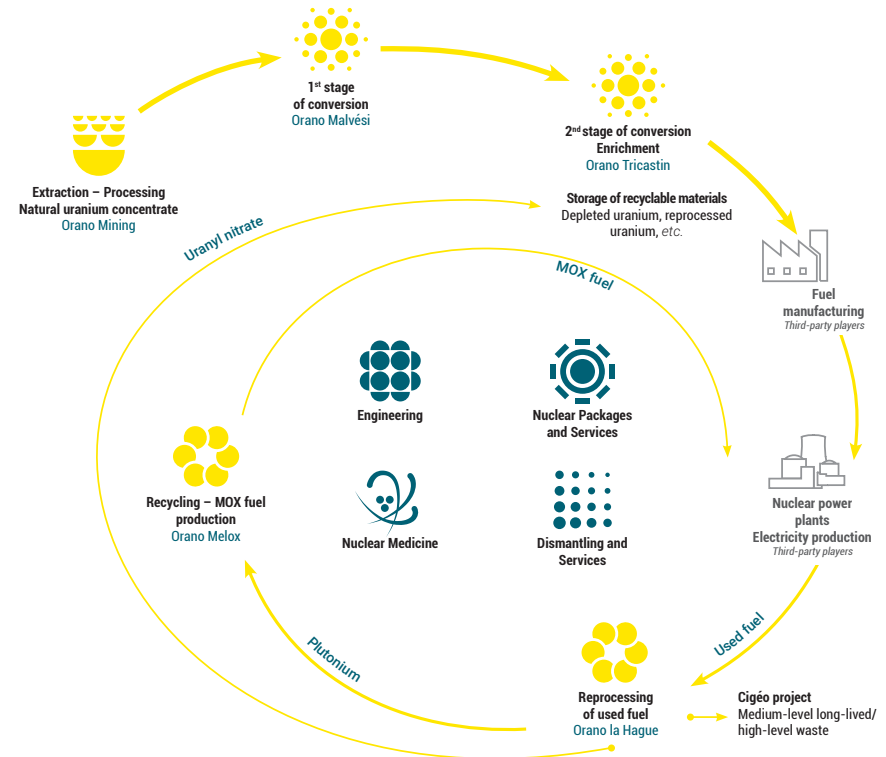 1st stage
of conversion
Orano Malvési
2nd stage of conversion
Enrichment
Orano Tricastin
Extraction – Processing
Natural uranium concentrate
Orano Mining
Storage of recyclable materials
Depleted uranium, reprocessed
uranium, etc.
Uranyl nitrate
MOX fuel
Fuel
manufacturing
Third-party players
Engineering
Nuclear Packages
and Services
Recycling – MOX fuel
production
Orano Melox
Nuclear Medicine
Dismantling and
Services
Nuclear power
plants
Electricity production
Third-party players
Used fuel
Plutonium
Reprocessing
of used fuel
Orano la Hague
Cigéo project
Medium-level long-lived/
high-level waste